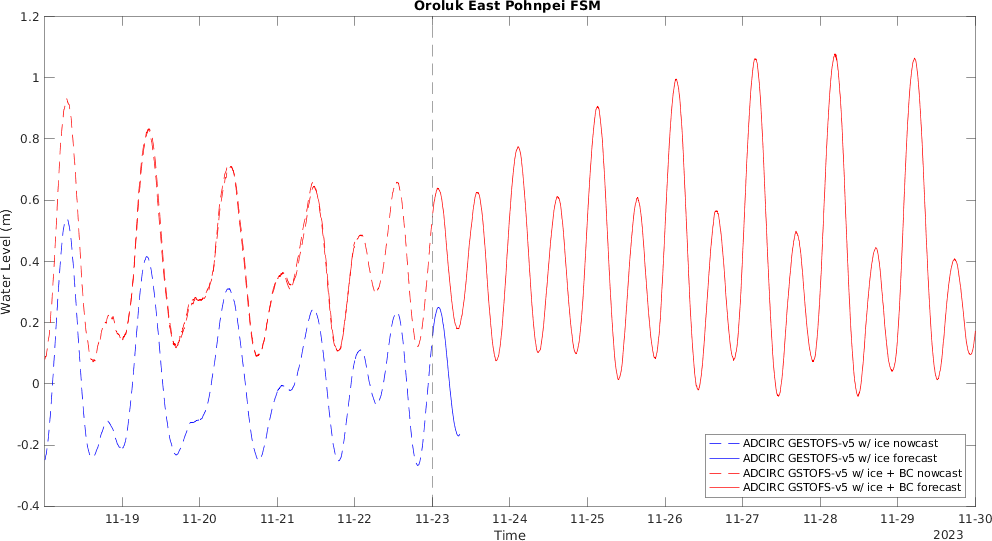 Oroluk East Pohnpei FSM
1.2
1
0.8
0.6
0.4
0.2
0
-0.2
-0.4
Water Level (m)
11-19 11-20 11-21 11-22 11-23 11-24 11-25 11-26 11-27 11-28 11-29 11-30
Time
2023
ADCIRC GESTOFS-v5 w/ ice nowcast
ADCIRC GESTOFS-v5 w/ ice forecast
ADCIRC GSTOFS-v5 w/ ice + BC nowcast
ADCIRC GSTOFS-v5 w/ ice + BC forecast